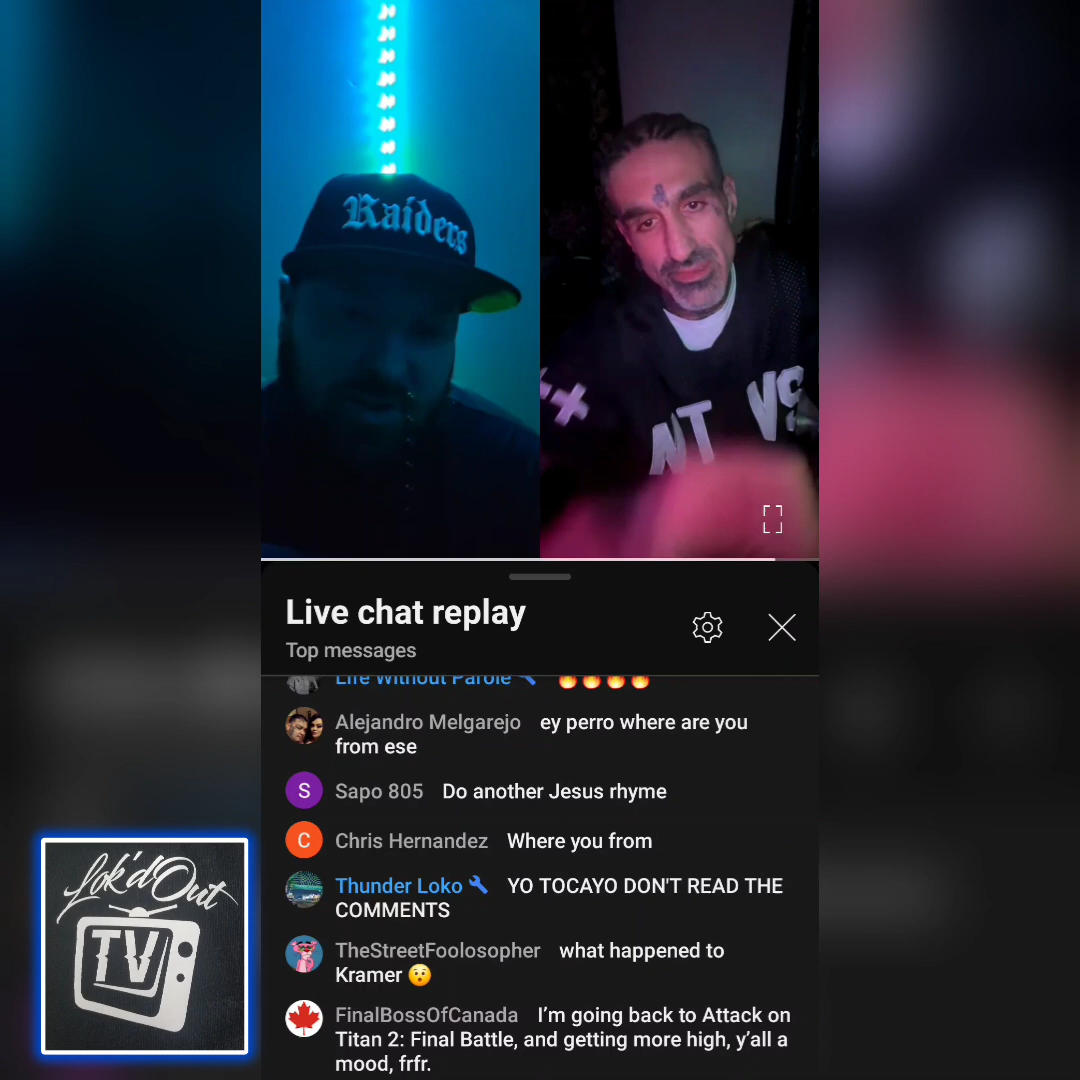 Raiders
NT VS
Live chat replay
Top messages
Life Without Parole 🔥🔥🔥🔥
Alejandro Melgarejo ey perro where are you
from ese
S Sapo 805 Do another Jesus rhyme
C Chris Hernandez Where you from
Thunder Loko YO TOCAYO DON'T READ THE
COMMENTS
TheStreetFoolosopher what happened to
Kramer 😯
FinalBossOfCanada I'm going back to Attack on
Titan 2: Final Battle, and getting more high, y'all a
mood, frfr.
Lok'd Out
TV